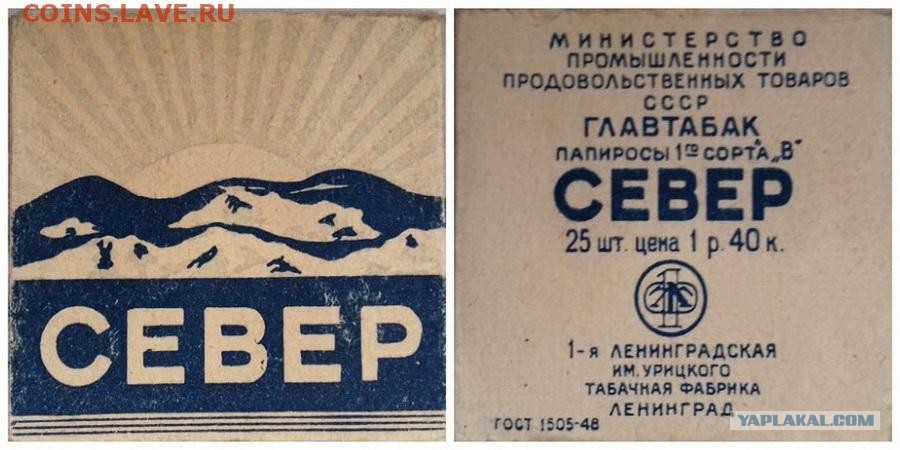 COINS.LAVE.RU
СЕВЕР
МИНИСТЕРСТВО
ПРОМЫШЛЕННОСТИ
ПРОДОВОЛЬСТВЕННЫХ ТОВАРОВ
СССР
ГЛАВТАБАК
ПАПИРОСЫ 1го СОРТА „В"
СЕВЕР
25 шт. цена 1 р. 40 к.
1-я ЛЕНИНГРАДСКАЯ
ИМ. УРИЦКОГО
ТАБАЧНАЯ ФАБРИКА
ЛЕНИНГРАД
ГОСТ 1505-48
YAPLAKAL.COM